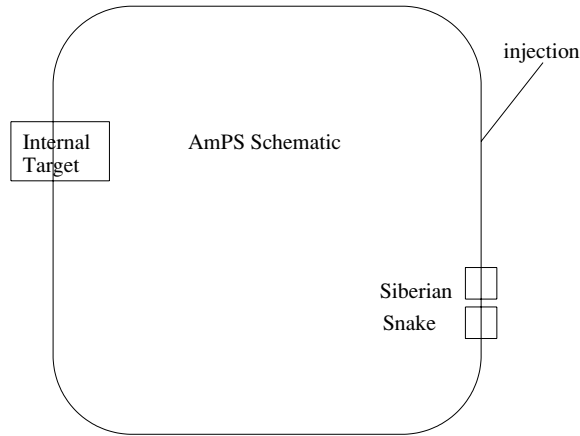 injection
Internal
Target
AmPS Schematic
Siberian
Snake